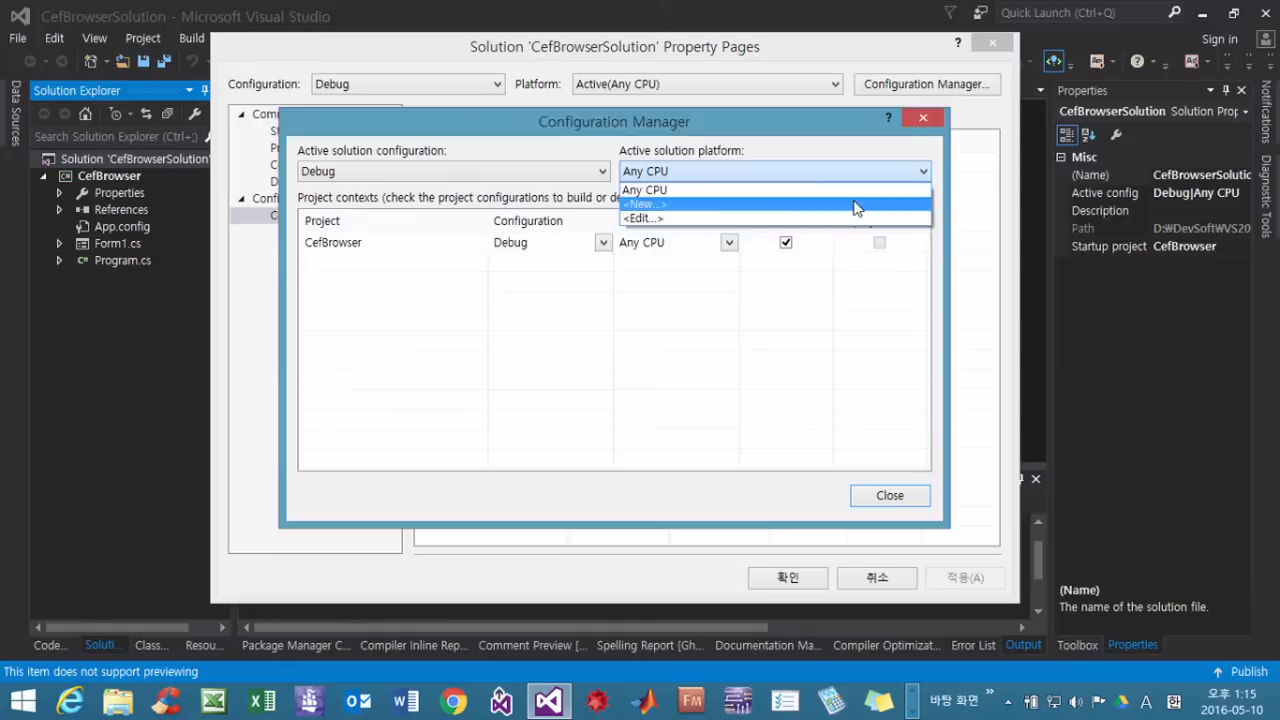 CefBrowserSolution - Microsoft Visual Studio
Quick Launch (Ctrl+Q)
File Edit View Project Build
Sign in
Solution 'CefBrowserSolution' Property Pages
Configuration: Debug Platform: Active(Any CPU) Configuration Manager...
Data Sources
Solution Explorer
Search Solution Explorer (Ctrl+;)
Solution 'CefBrowserSolution'
CefBrowser
Properties
References
App.config
Form1.cs
Program.cs
Configuration Manager
Active solution configuration: Active solution platform:
Debug Any CPU
Any CPU
<New...>
<Edit...>
Project contexts (check the project configurations to build or de
Project Configuration
CefBrowser Debug Any CPU
Close
확인 취소 적용(A)
Properties
CefBrowserSolution Solution Prop
Misc
(Name) CefBrowserSolutio
Active config Debug|Any CPU
Path D:₩DevSoft₩VS20
Startup project CefBrowser
(Name)
The name of the solution file.
Notifications
Data Tools
Code... Soluti... Class... Resou... Package Manager C... Compiler Inline Rep... Comment Preview [... Spelling Report [Gh... Documentation Ma... Compiler Optimizat... Error List Output Toolbox Properties
This item does not support previewing
Publish
바탕 화면 » A 한 오후 1:15
2016-05-10